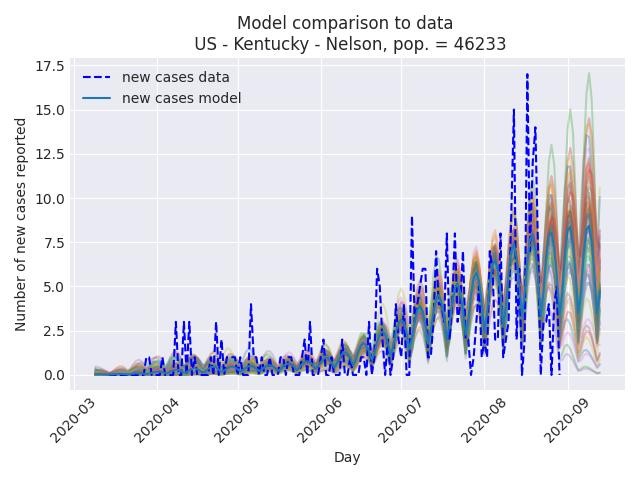 Model comparison to data
US - Kentucky - Nelson, pop. = 46233
new cases data
new cases model
17.5
15.0
12.5
10.0
7.5
5.0
2.5
0.0
Number of new cases reported
2020-03
2020-04
2020-05
2020-06
2020-07
2020-08
2020-09
Day